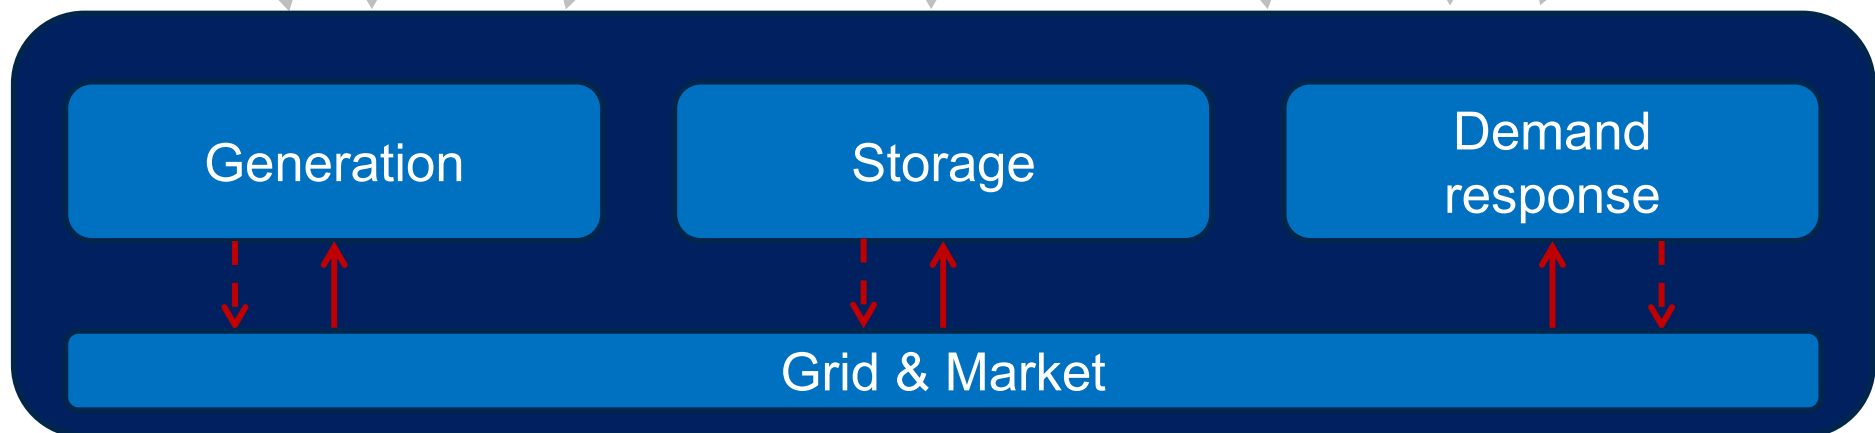 Generation
Storage
Demand
response
Grid & Market